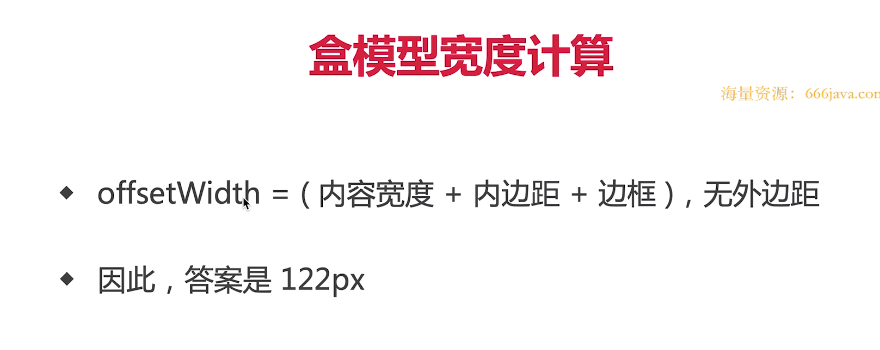 盒模型宽度计算
海量资源：666java.com
◆ offsetWidth =（内容宽度 + 内边距 + 边框），无外边距
◆ 因此，答案是 122px